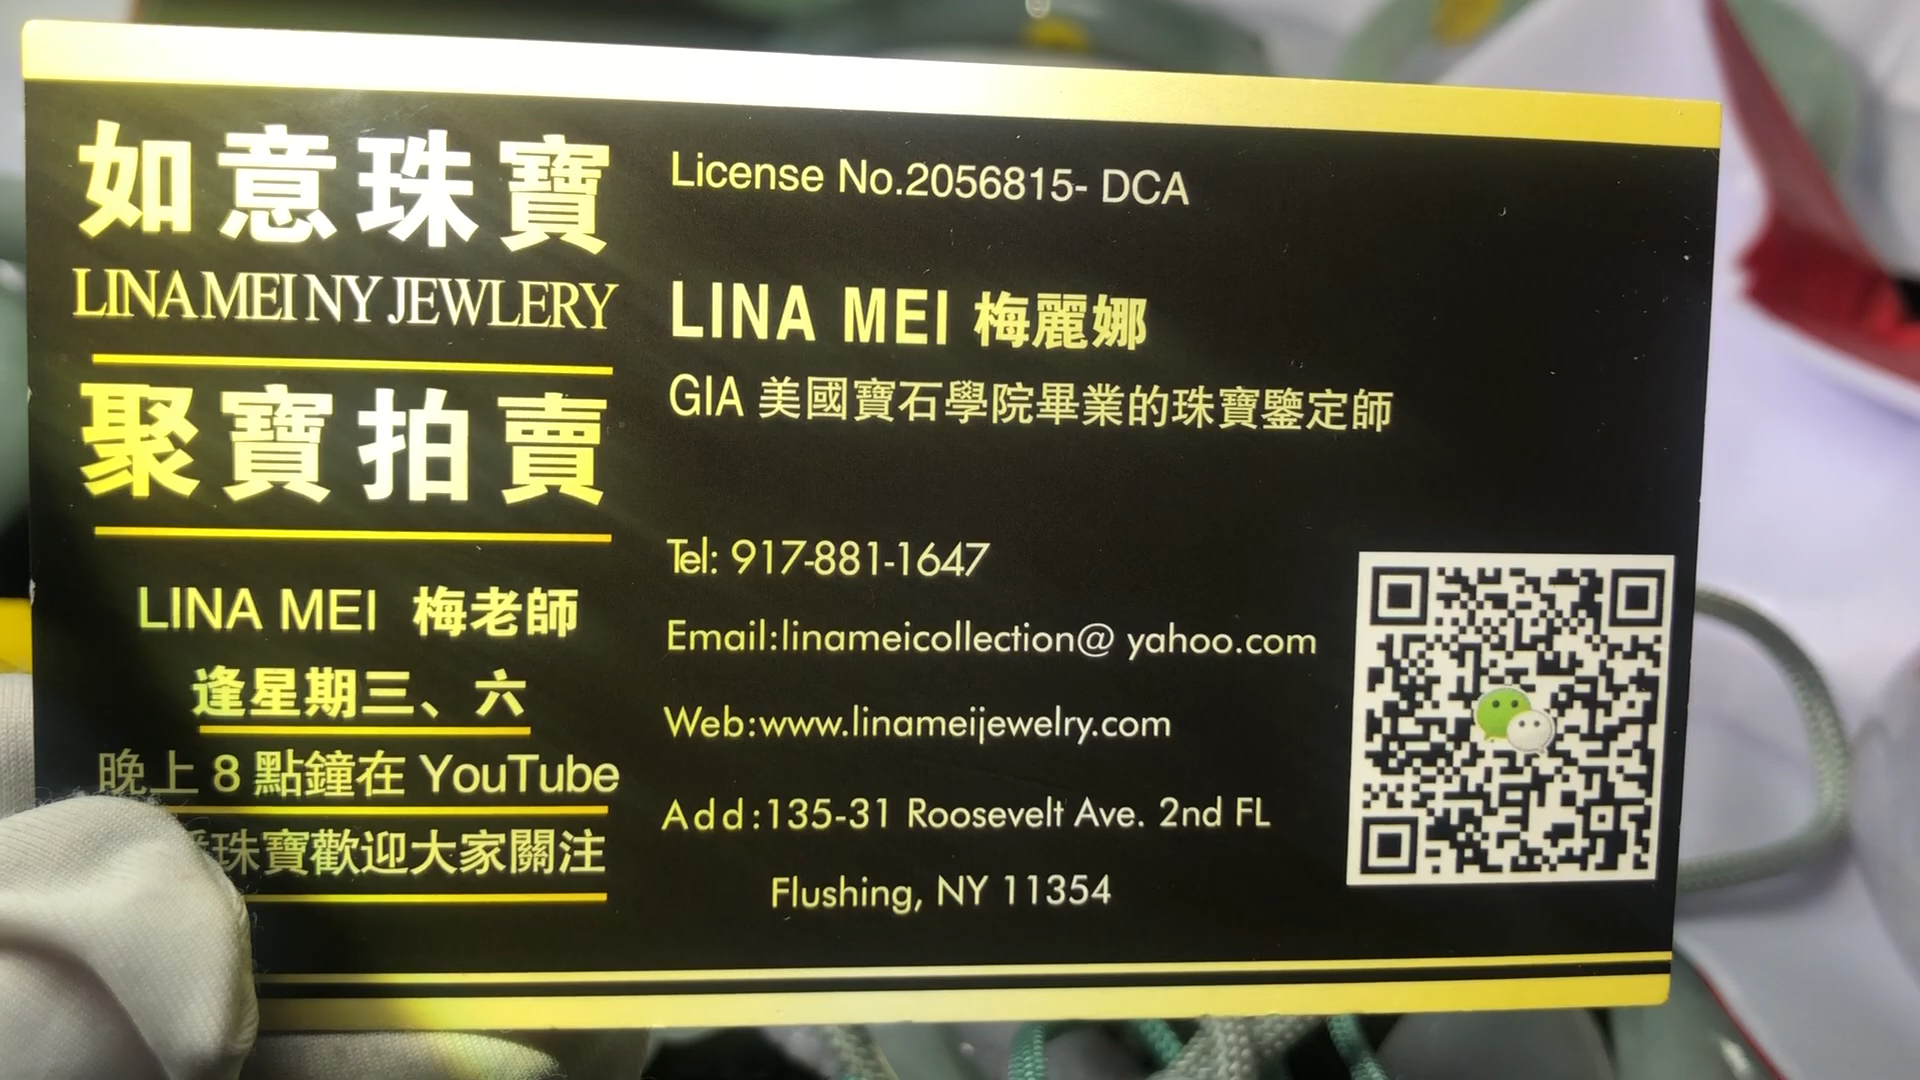 如意珠寶
LINA MEI NY JEWLERY
聚寶拍賣
LINA MEI 梅老師
逢星期三、六
晚上 8 點鐘在 YouTube
珠寶歡迎大家關注
License No.2056815- DCA
LINA MEI 梅麗娜
GIA 美國寶石學院畢業的珠寶鑒定師
Tel: 917-881-1647
Email:linameicollection@ yahoo.com
Web:www.linameijewelry.com
Add:135-31 Roosevelt Ave. 2nd FL
Flushing, NY 11354